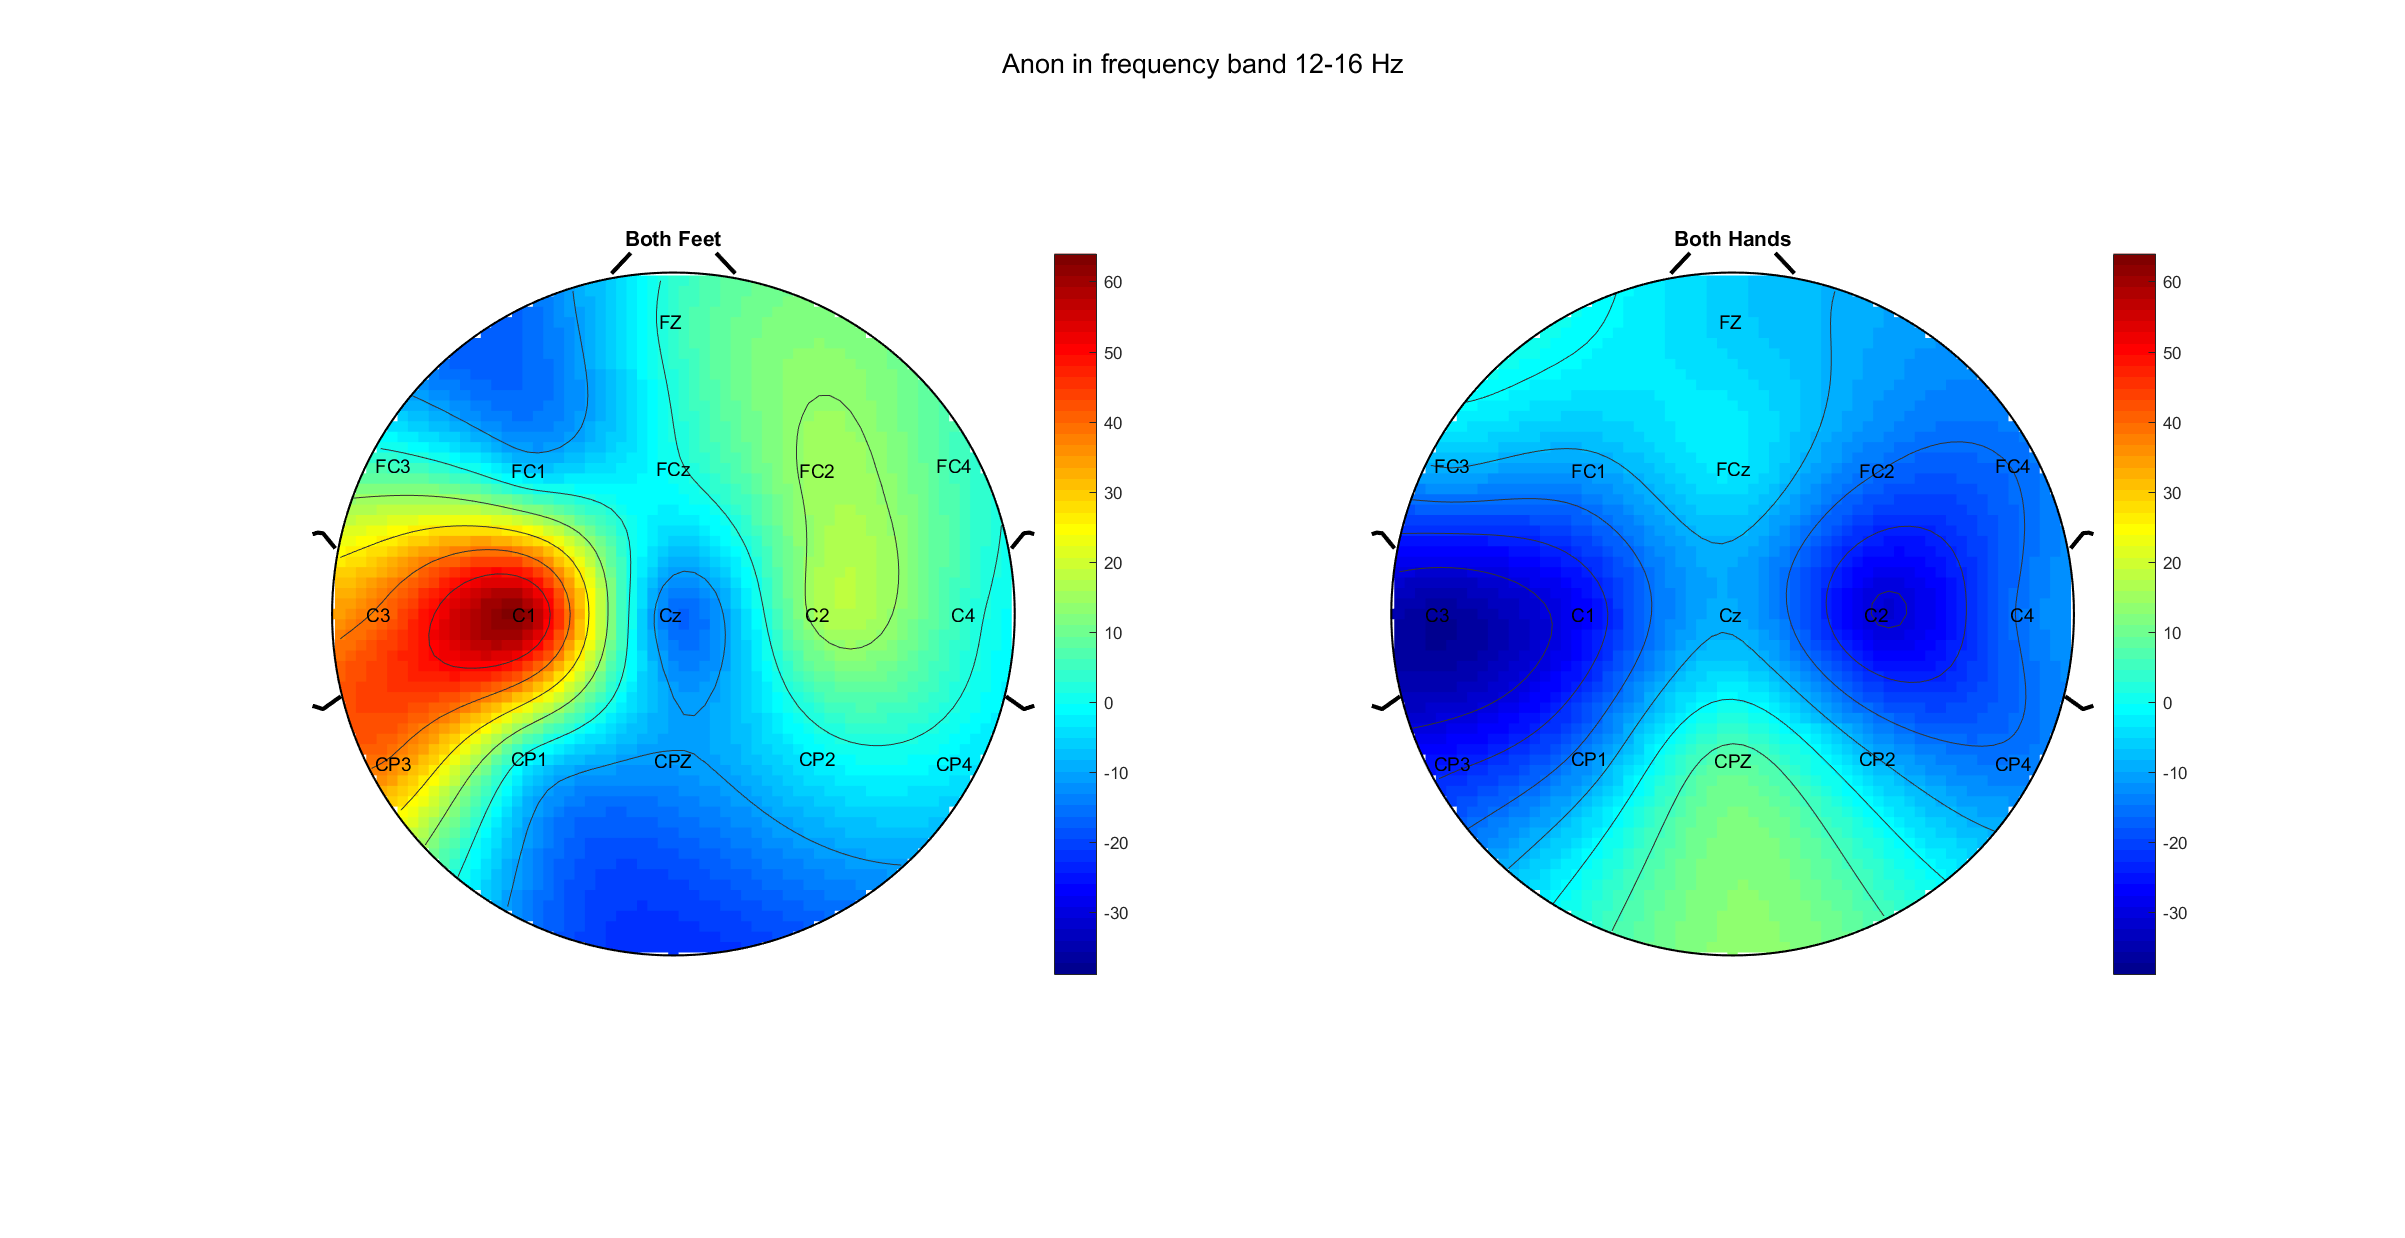 Anon in frequency band 12-16 Hz
Both Feet
FZ
FC3 FC1 FCz FC2 FC4
C3 C1 Cz C2 C4
CP3 CP1 CPZ CP2 CP4
60
50
40
30
20
10
0
-10
-20
-30
Both Hands
FZ
FC3 FC1 FCz FC2 FC4
C3 C1 Cz C2 C4
CP3 CP1 CPZ CP2 CP4
60
50
40
30
20
10
0
-10
-20
-30